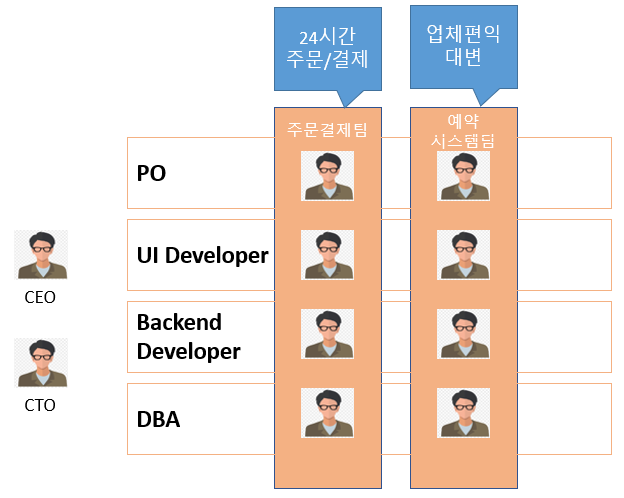 24시간
주문/결제
업체편익
대변
주문결제팀
예약
시스템팀
PO
UI Developer
CEO
Backend
Developer
CTO
DBA